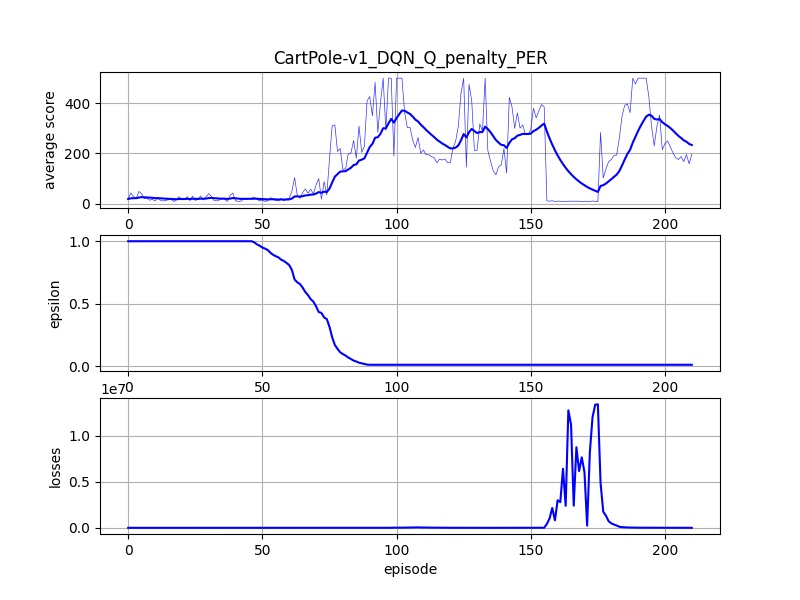 CartPole-v1_DQN_Q_penalty_PER
average score
400
200
0
0 50 100 150 200
epsilon
1.0
0.5
0.0
0 50 100 150 200
1e7
losses
1.0
0.5
0.0
0 50 100 150 200
episode